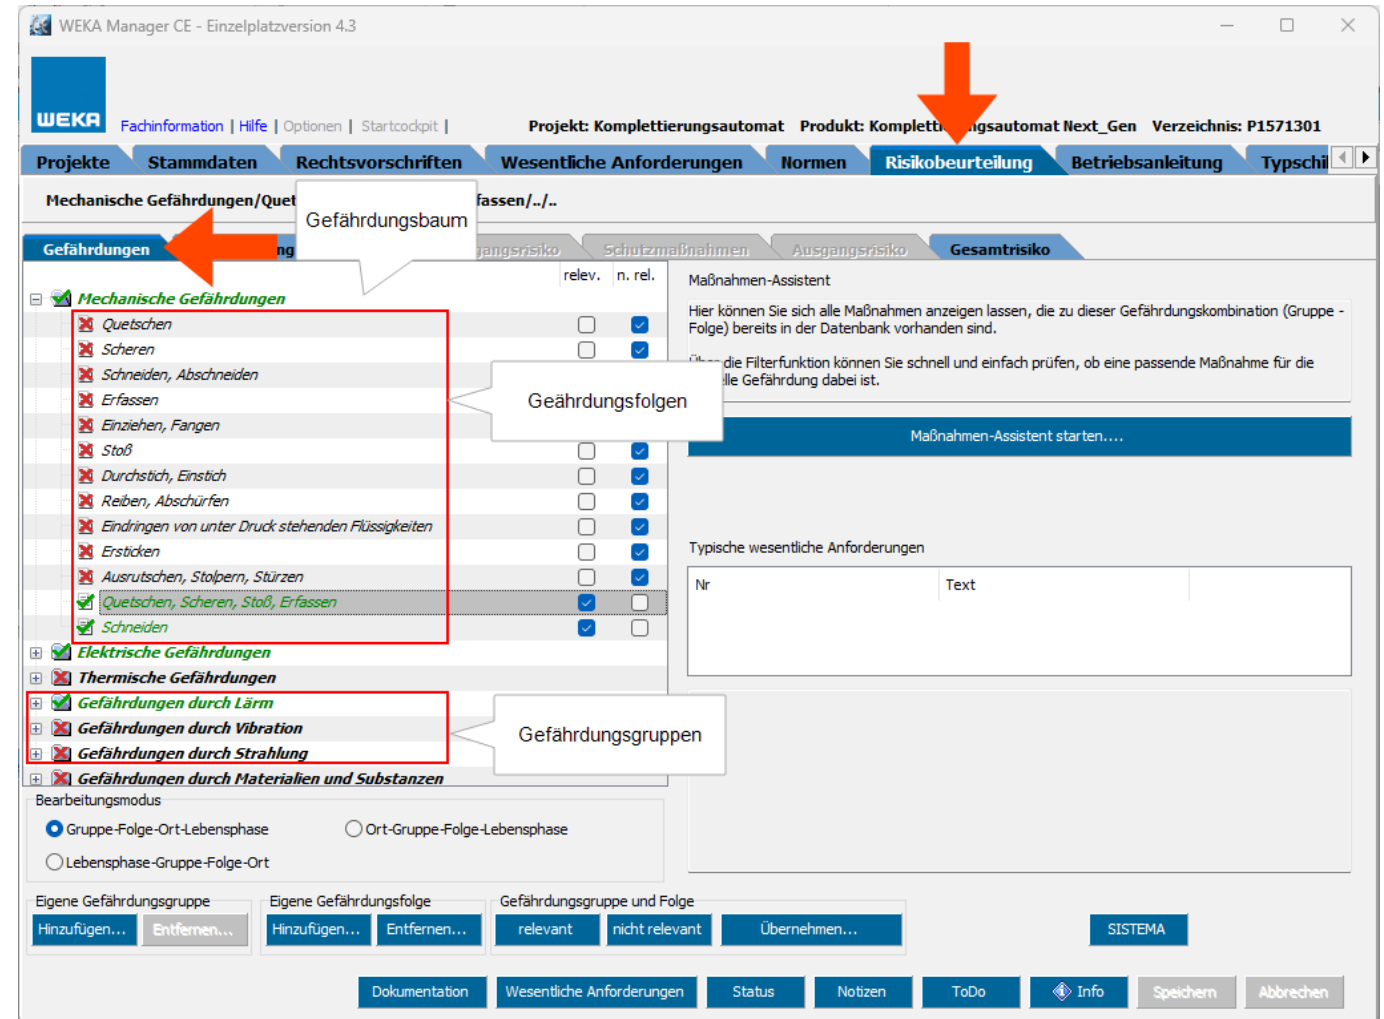 WEKA Manager CE - Einzelplatzversion 4.3
WEKA
Fachinformation | Hilfe | Optionen | Startcockpit |
Projekt: Komplettierungsautomat Produkt: Komplettierungsautomat Next_Gen Verzeichnis: P1571301
Projekte Stammdaten Rechtsvorschriften Wesentliche Anforderungen Normen Risikobeurteilung Betriebsanleitung Typschil
Mechanische Gefährdungen/Quet fassen/../..
Gefährdungsbaum
Gefährdungen ng angsrisiko Schutzmaßnahmen Ausgangsrisiko Gesamtrisiko
relev. n. rel.
Mechanische Gefährdungen
Quetschen
Scheren
Schneiden, Abschneiden
Erfassen
Einziehen, Fangen
Stoß
Durchstich, Einstich
Reiben, Abschürfen
Eindringen von unter Druck stehenden Flüssigkeiten
Ersticken
Ausrutschen, Stolpern, Stürzen
Quetschen, Scheren, Stoß, Erfassen
Schneiden
Elektrische Gefährdungen
Thermische Gefährdungen
Gefährdungen durch Lärm
Gefährdungen durch Vibration
Gefährdungen durch Strahlung
Gefährdungen durch Materialien und Substanzen
Geährdungsfolgen
Gefährdungsgruppen
Maßnahmen-Assistent
Hier können Sie sich alle Maßnahmen anzeigen lassen, die zu dieser Gefährdungskombination (Gruppe -
Folge) bereits in der Datenbank vorhanden sind.
die Filterfunktion können Sie schnell und einfach prüfen, ob eine passende Maßnahme für die
elle Gefährdung dabei ist.
Maßnahmen-Assistent starten....
Typische wesentliche Anforderungen
Nr Text
Bearbeitungsmodus
Gruppe-Folge-Ort-Lebensphase Ort-Gruppe-Folge-Lebensphase
Lebensphase-Gruppe-Folge-Ort
Eigene Gefährdungsgruppe Eigene Gefährdungsfolge Gefährdungsgruppe und Folge
Hinzufügen... Entfernen... Hinzufügen... Entfernen... relevant nicht relevant Übernehmen... SISTEMA
Dokumentation Wesentliche Anforderungen Status Notizen ToDo Info Speichern Abbrechen